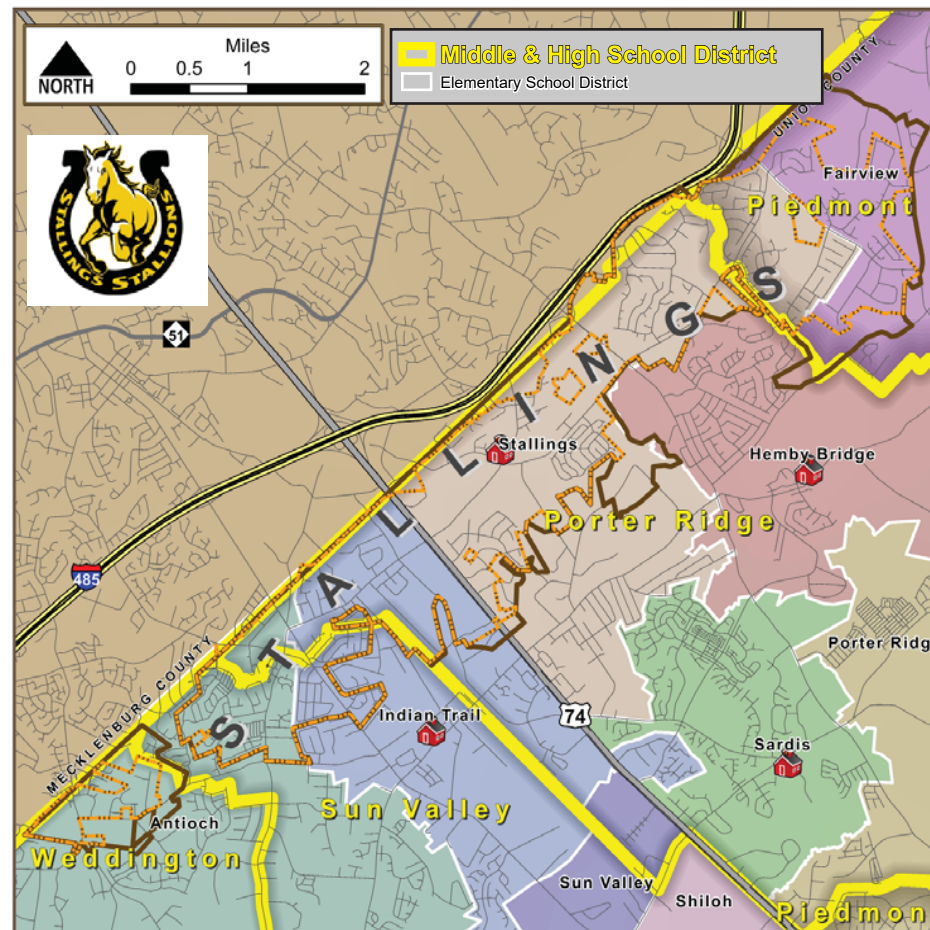 Miles
0 0.5 1 2
NORTH
Middle & High School District
Elementary School District
STALLINGS STALLIONS
UNION COUNTY
Fairview
Piedmont
51
STALLINGS
Stallings
Hemby Bridge
Porter Ridge
485
Porter Ridg
MECKLENBURG COUNTY
Indian Trail
74
Sardis
Sun Valley
Antioch
Weddington
Sun Valley
Shiloh
Piedmon